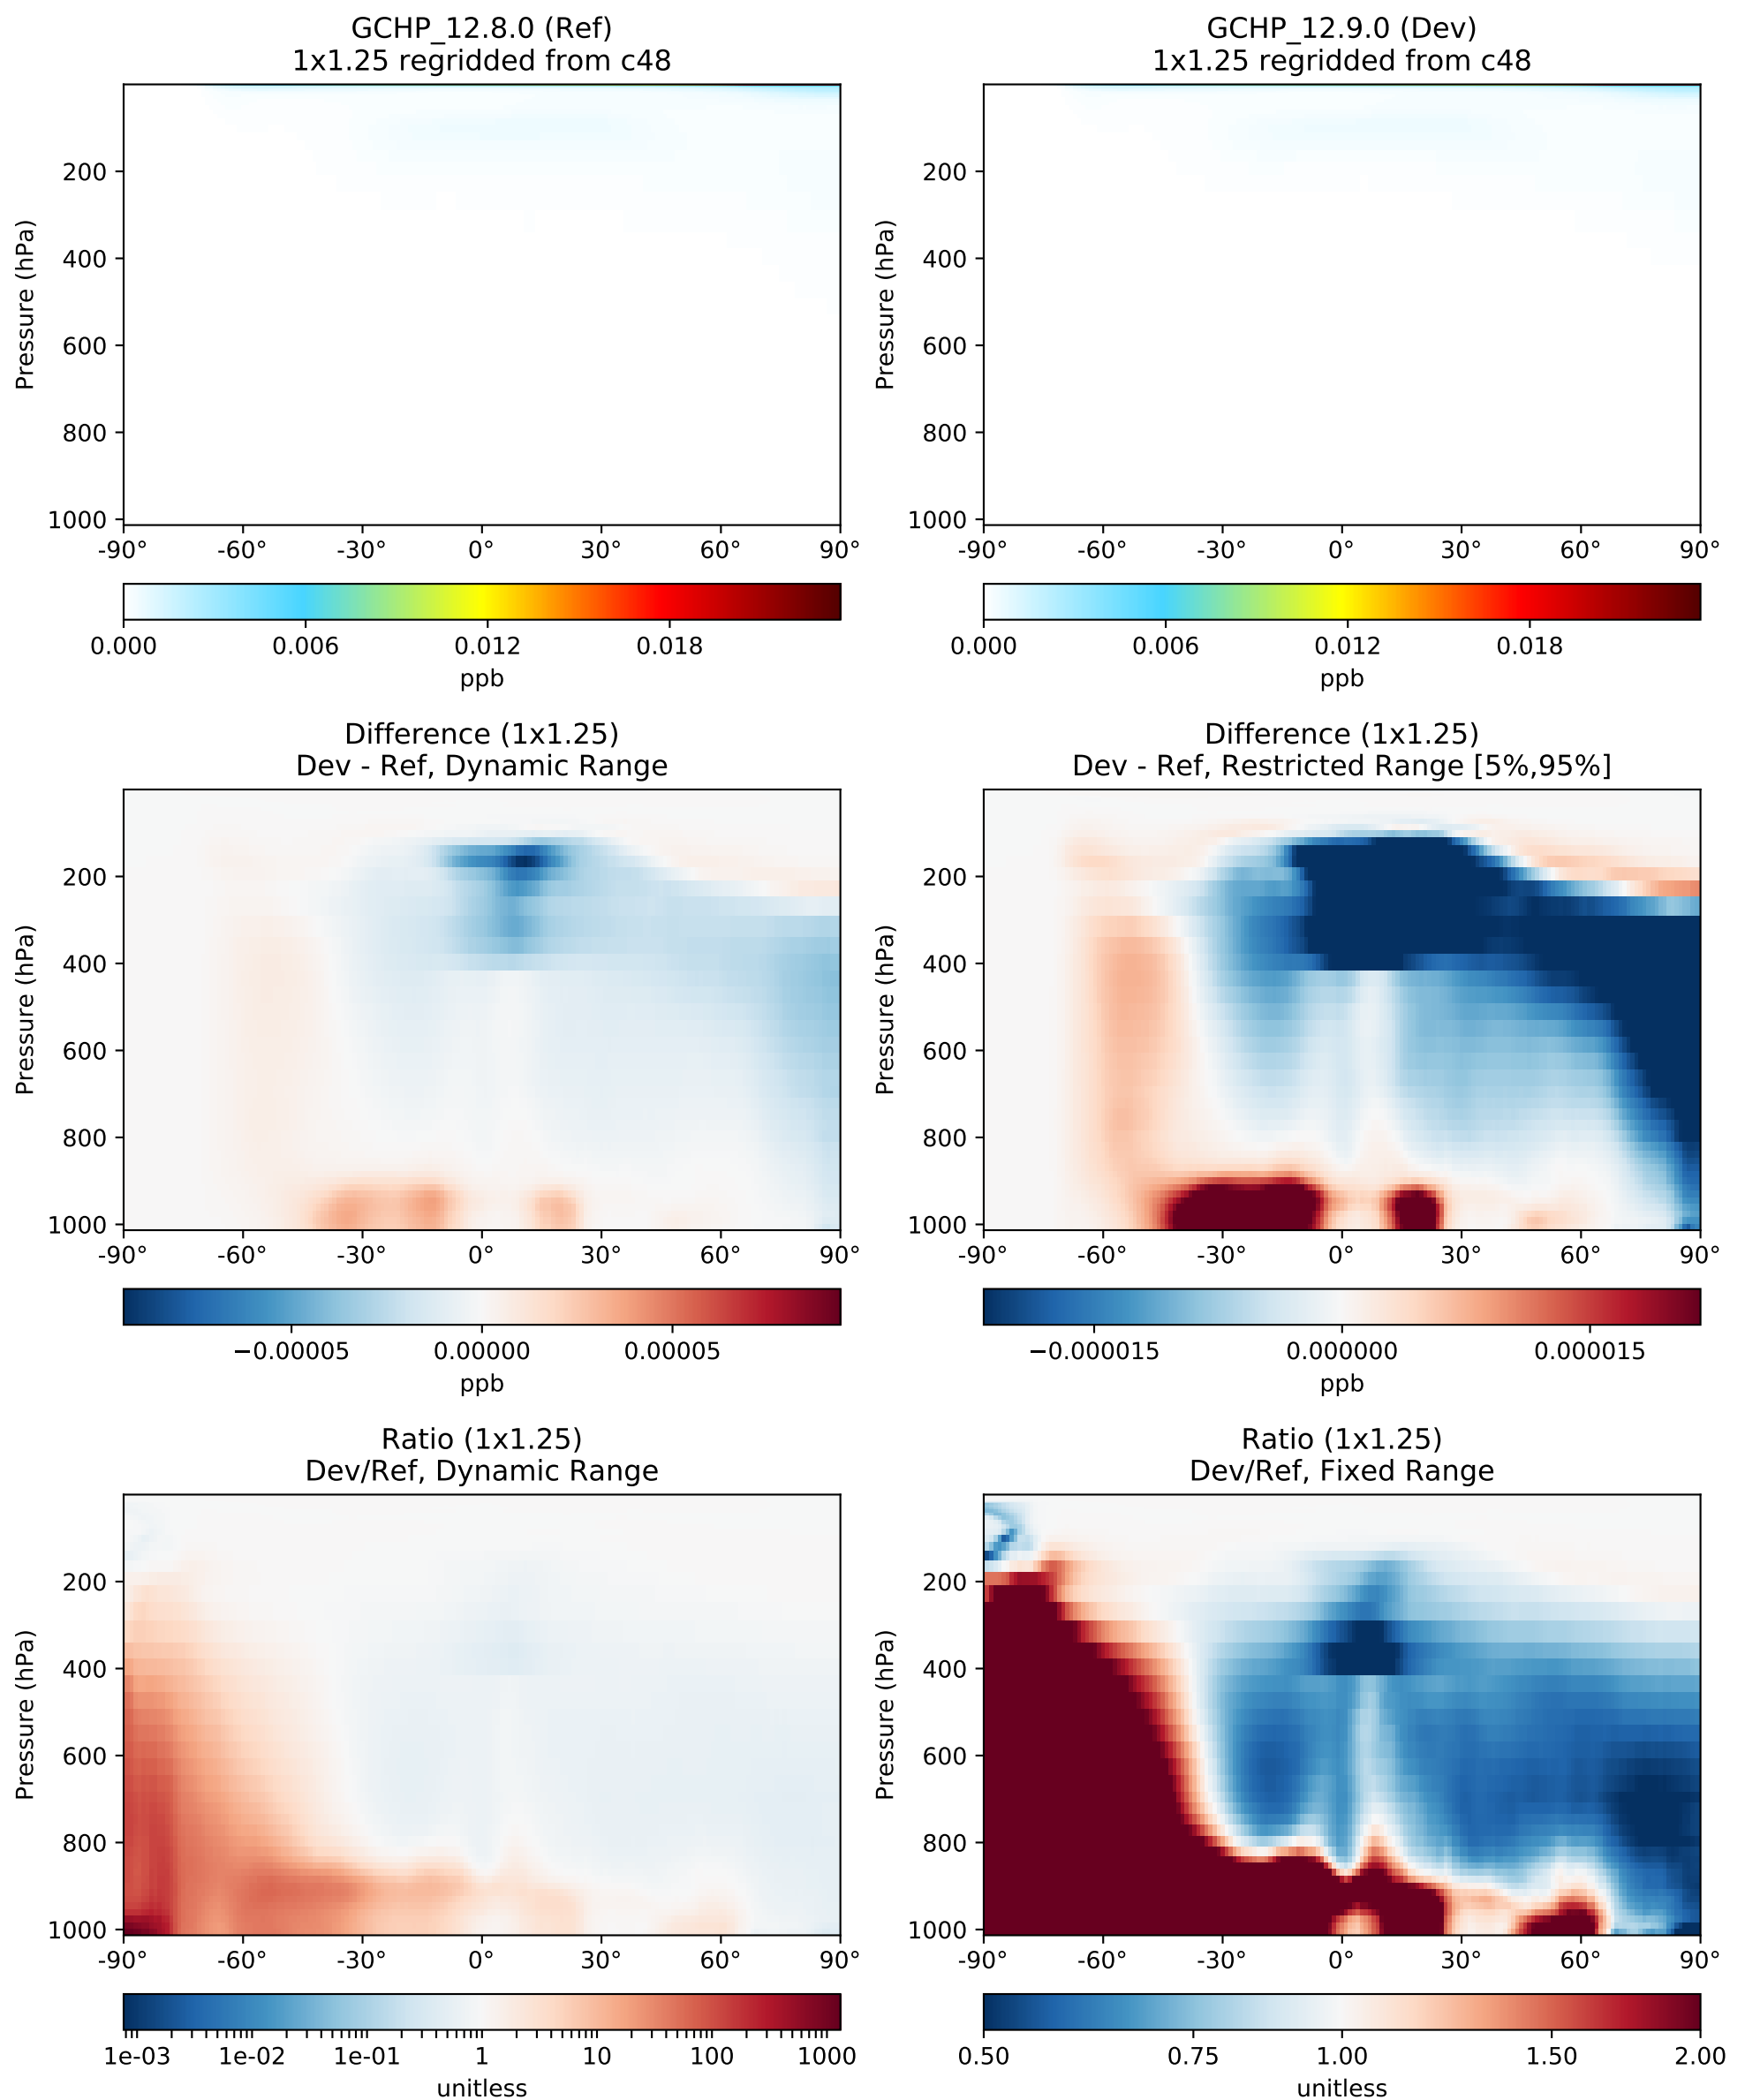 GCHP_12.8.0 (Ref)
1x1.25 regridded from c48
Pressure (hPa)
200
400
600
800
1000
-90° -60° -30° 0° 30° 60° 90°
0.000 0.006 0.012 0.018
ppb
GCHP_12.9.0 (Dev)
1x1.25 regridded from c48
Pressure (hPa)
200
400
600
800
1000
-90° -60° -30° 0° 30° 60° 90°
0.000 0.006 0.012 0.018
ppb
Difference (1x1.25)
Dev - Ref, Dynamic Range
Pressure (hPa)
200
400
600
800
1000
-90° -60° -30° 0° 30° 60° 90°
−0.00005 0.00000 0.00005
ppb
Difference (1x1.25)
Dev - Ref, Restricted Range [5%,95%]
Pressure (hPa)
200
400
600
800
1000
-90° -60° -30° 0° 30° 60° 90°
−0.000015 0.000000 0.000015
ppb
Ratio (1x1.25)
Dev/Ref, Dynamic Range
Pressure (hPa)
200
400
600
800
1000
-90° -60° -30° 0° 30° 60° 90°
1e-03 1e-02 1e-01 1 10 100 1000
unitless
Ratio (1x1.25)
Dev/Ref, Fixed Range
Pressure (hPa)
200
400
600
800
1000
-90° -60° -30° 0° 30° 60° 90°
0.50 0.75 1.00 1.50 2.00
unitless